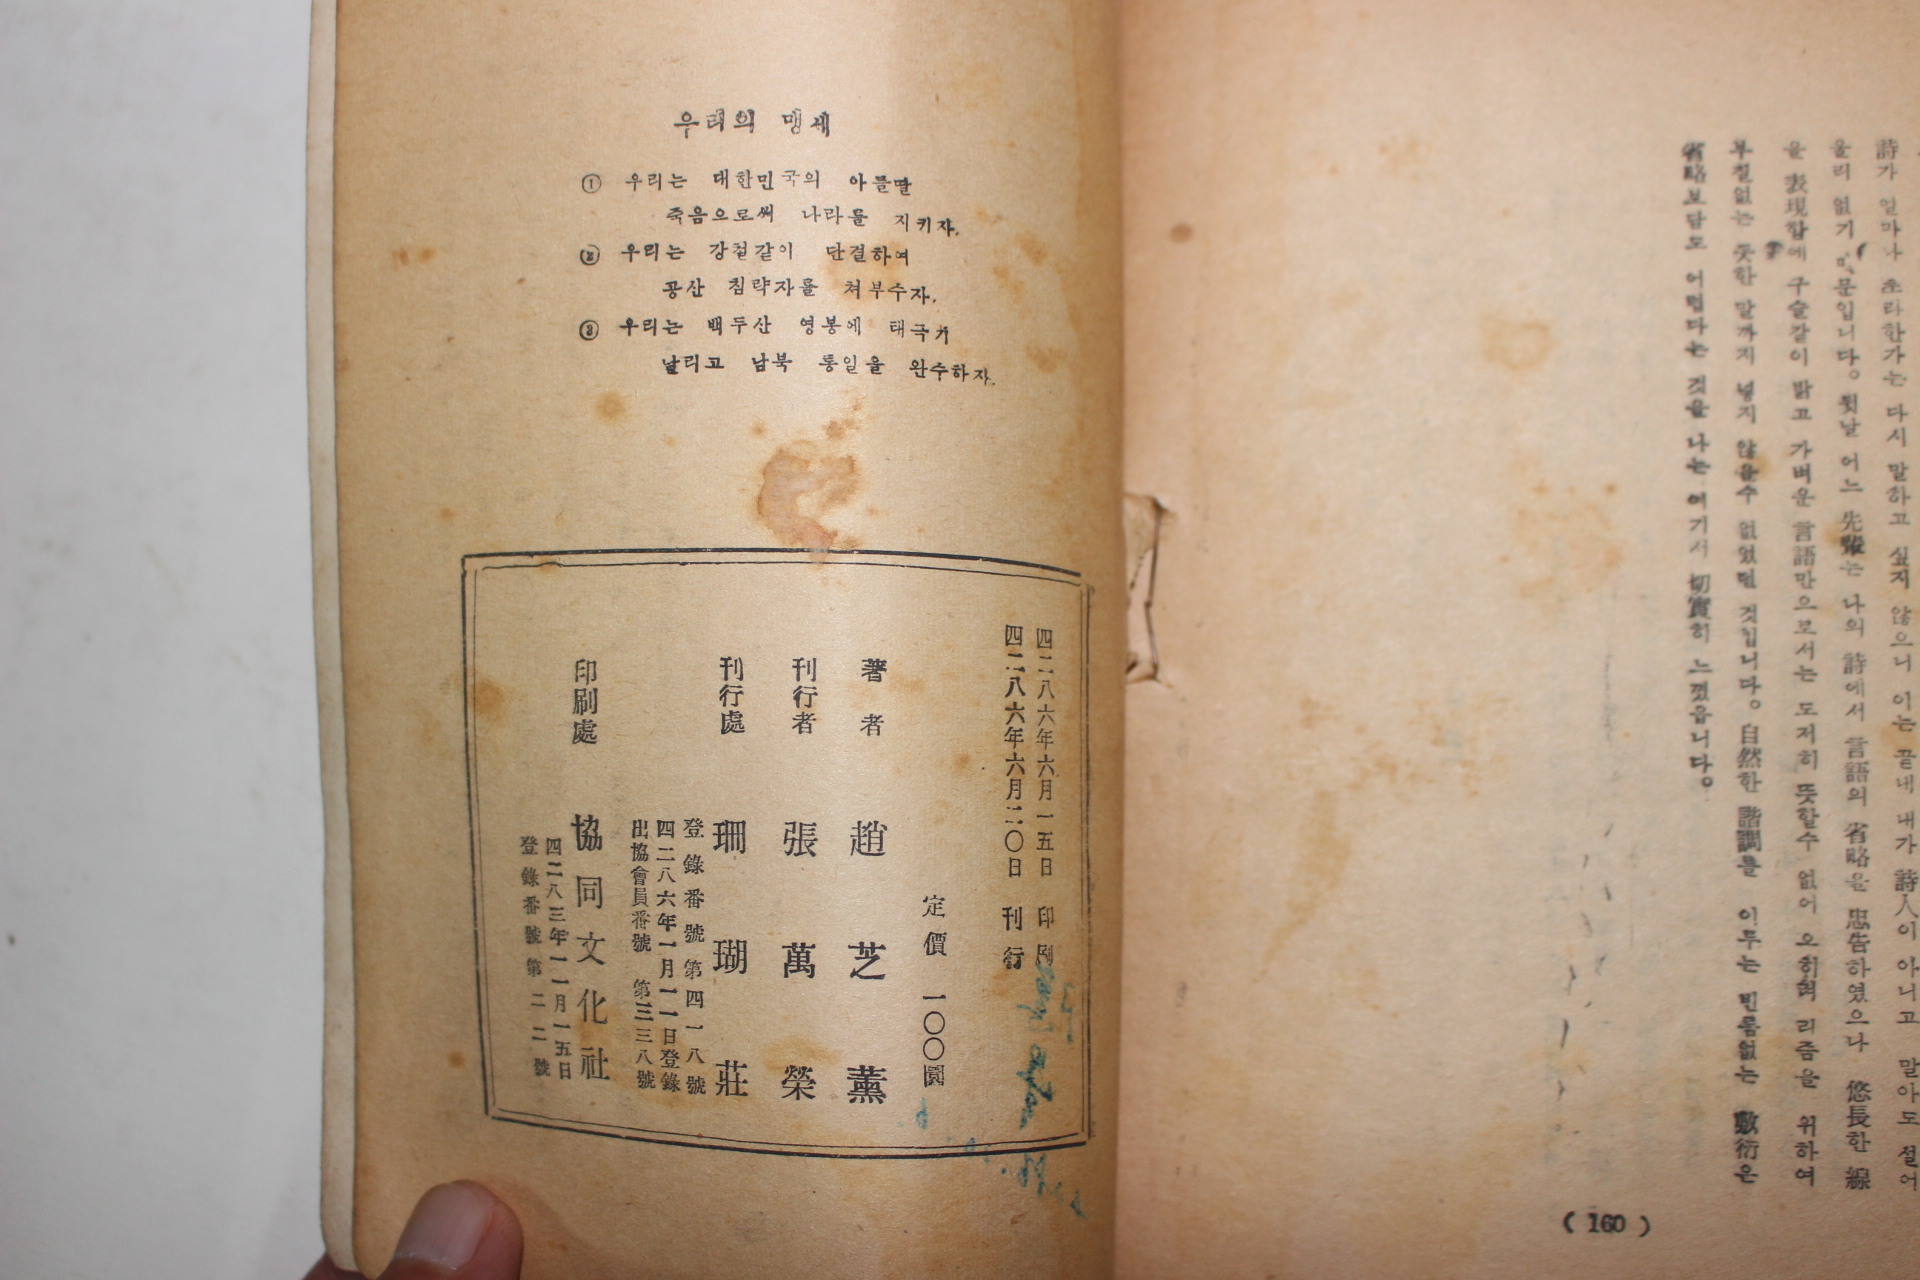 詩가 얼마나 초라한가는 다시 말하고 싶지 않으니 이는 끝내 내가 詩人이 아니고 말아도 절어
울리 없기 때문입니다。 뒷날 어느 先輩는 나의 詩에서 言語의 省略을 忠告하였으나 悠長한 線
을 表現함에 구슬같이 밝고 가벼운 言語만으로서는 도저히 뜻할수 없어 오히려 리즘을 위하여
부질없는 뜻한 말까지 넣지 않을수 없었던 것입니다。 自然한 諧調를 이루는 빈틈없는 敷衍은
省略보담도 어렵다는 것을 나는 여기서 切實히 느꼈읍니다。
( 160 )
우리의 맹세
① 우리는 대한민국의 아들딸
죽음으로써 나라를 지키자.
② 우리는 강철같이 단결하여
공산 침략자를 쳐부수자.
③ 우리는 백두산 영봉에 태극기
날리고 남북 통일을 완수하자.
四二八六年六月一五日 印刷
四二八六年六月二〇日 刊行
定價 一〇〇圜
著者 趙芝薰
刊行者 張萬榮
刊行處 珊瑚莊
登錄番號 第四一八號
四二八六年一月一一日登錄
出協會員番號 第三三八號
印刷處 協同文化社
四二八三年一一月一五日
登錄番號第二二號